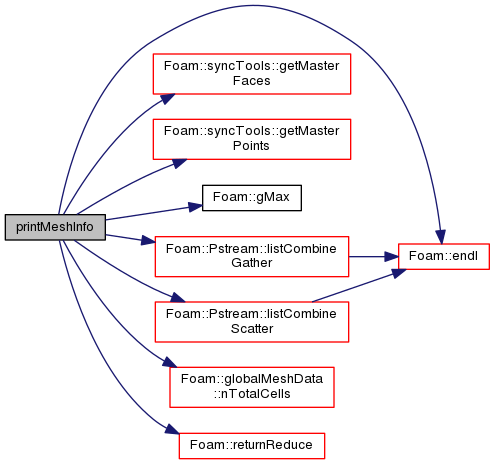 Foam::syncTools::getMaster
Faces
Foam::syncTools::getMaster
Points
Foam::gMax
printMeshInfo
Foam::Pstream::listCombine
Gather
Foam::endl
Foam::Pstream::listCombine
Scatter
Foam::globalMeshData
::nTotalCells
Foam::returnReduce